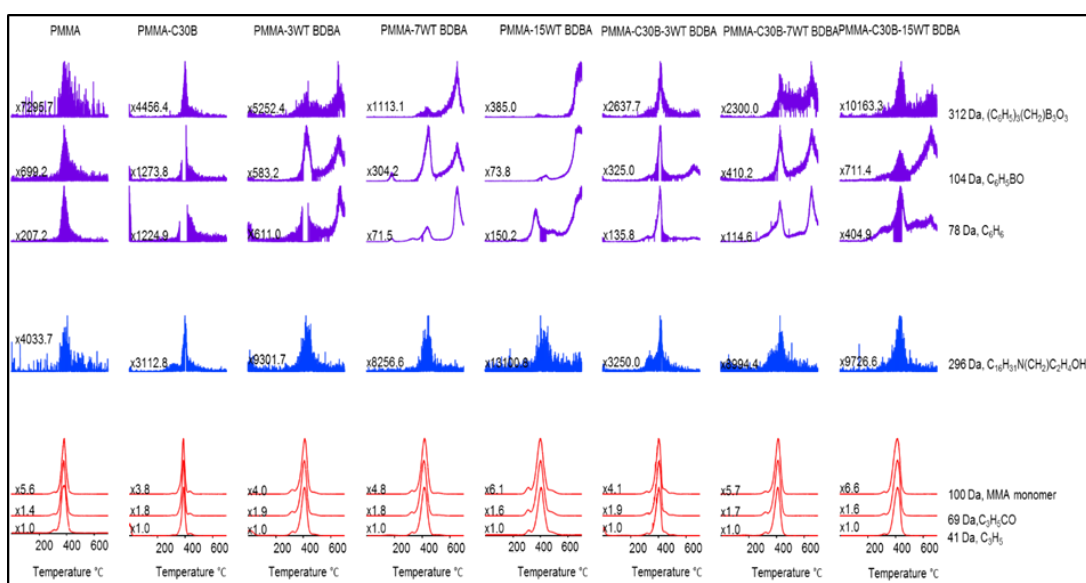 PMMA PMMA-C30B PMMA-3WT BDBA PMMA-7WT BDBA PMMA-15WT BDBA PMMA-C30B-3WT BDBA PMMA-C30B-7WT BDBA PMMA-C30B-15WT BDBA
x7295.7 x4456.4 x5252.4 x1113.1 x385.0 x2637.7 x2300.0 x10163.3 312 Da, (C₆H₅)₃(CH₂)B₃O₃
x699.2 x1273.8 x583.2 x304.2 x73.8 x325.0 x410.2 x711.4 104 Da, C₆H₅BO
x207.2 x1224.9 x611.0 x71.5 x150.2 x135.8 x114.6 x404.9 78 Da, C₆H₆
x4033.7 x3112.8 x9301.7 x8256.6 x13100.8 x3250.0 x8994.4 x9726.6 296 Da, C₁₆H₃₁N(CH₂)C₂H₄OH
x5.6 x3.8 x4.0 x4.8 x6.1 x4.1 x5.7 x6.6 100 Da, MMA monomer
x1.4 x1.8 x1.9 x1.8 x1.6 x1.9 x1.7 x1.6 69 Da,C₃H₅CO
x1.0 x1.0 x1.0 x1.0 x1.0 x1.0 x1.0 x1.0 41 Da, C₃H₅
200 400 600 200 400 600 200 400 600 200 400 600 200 400 600 200 400 600 200 400 600 200 400 600
Temperature °C Temperature °C Temperature °C Temperature °C Temperature °C Temperature °C Temperature °C Temperature °C